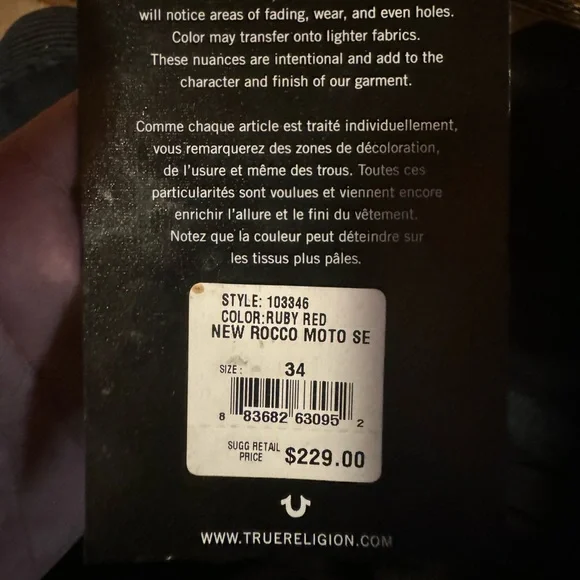 will notice areas of fading, wear, and even holes.
Color may transfer onto lighter fabrics.
These nuances are intentional and add to the
character and finish of our garment.
Comme chaque article est traité individuellement,
vous remarquerez des zones de décoloration,
de l'usure et même des trous. Toutes ces
particularités sont voulues et viennent encore
enrichir l'allure et le fini du vêtement.
Notez que la couleur peut déteindre sur
les tissus plus pâles.
STYLE: 103346
COLOR:RUBY RED
NEW ROCCO MOTO SE
SIZE: 34
8 83682 63095 2
SUGG RETAIL
PRICE $229.00
WWW.TRUERELIGION.COM